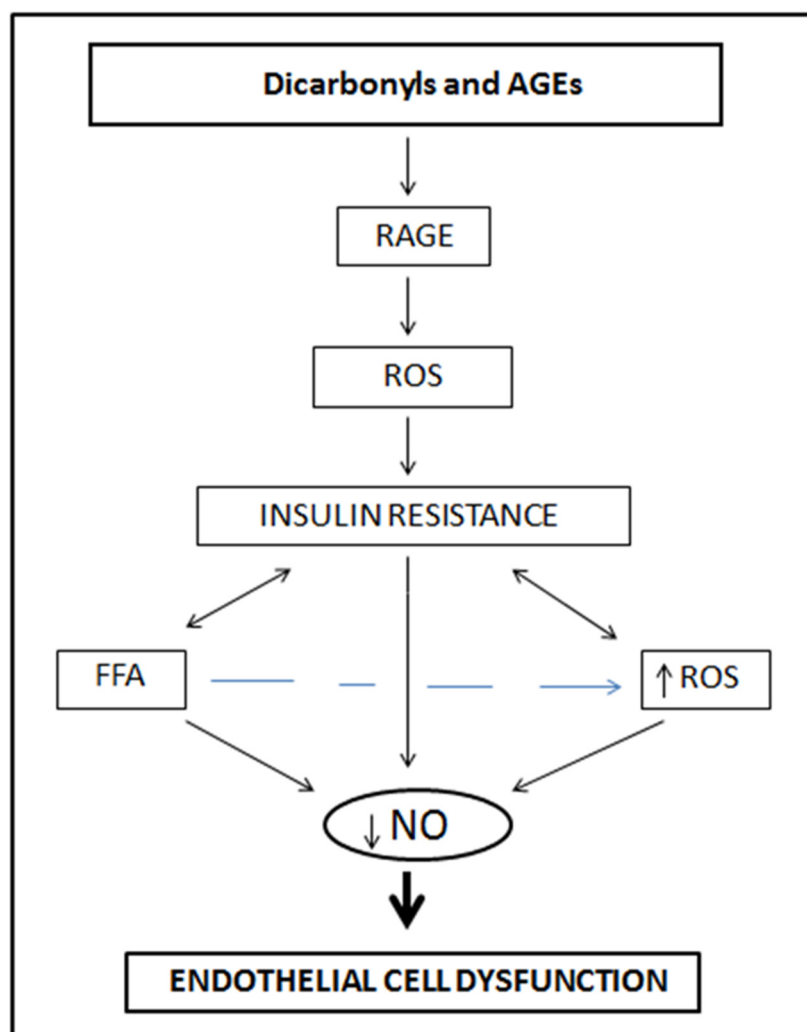 Dicarbonyls and AGEs
RAGE
ROS
INSULIN RESISTANCE
FFA
↑ ROS
↓ NO
ENDOTHELIAL CELL DYSFUNCTION